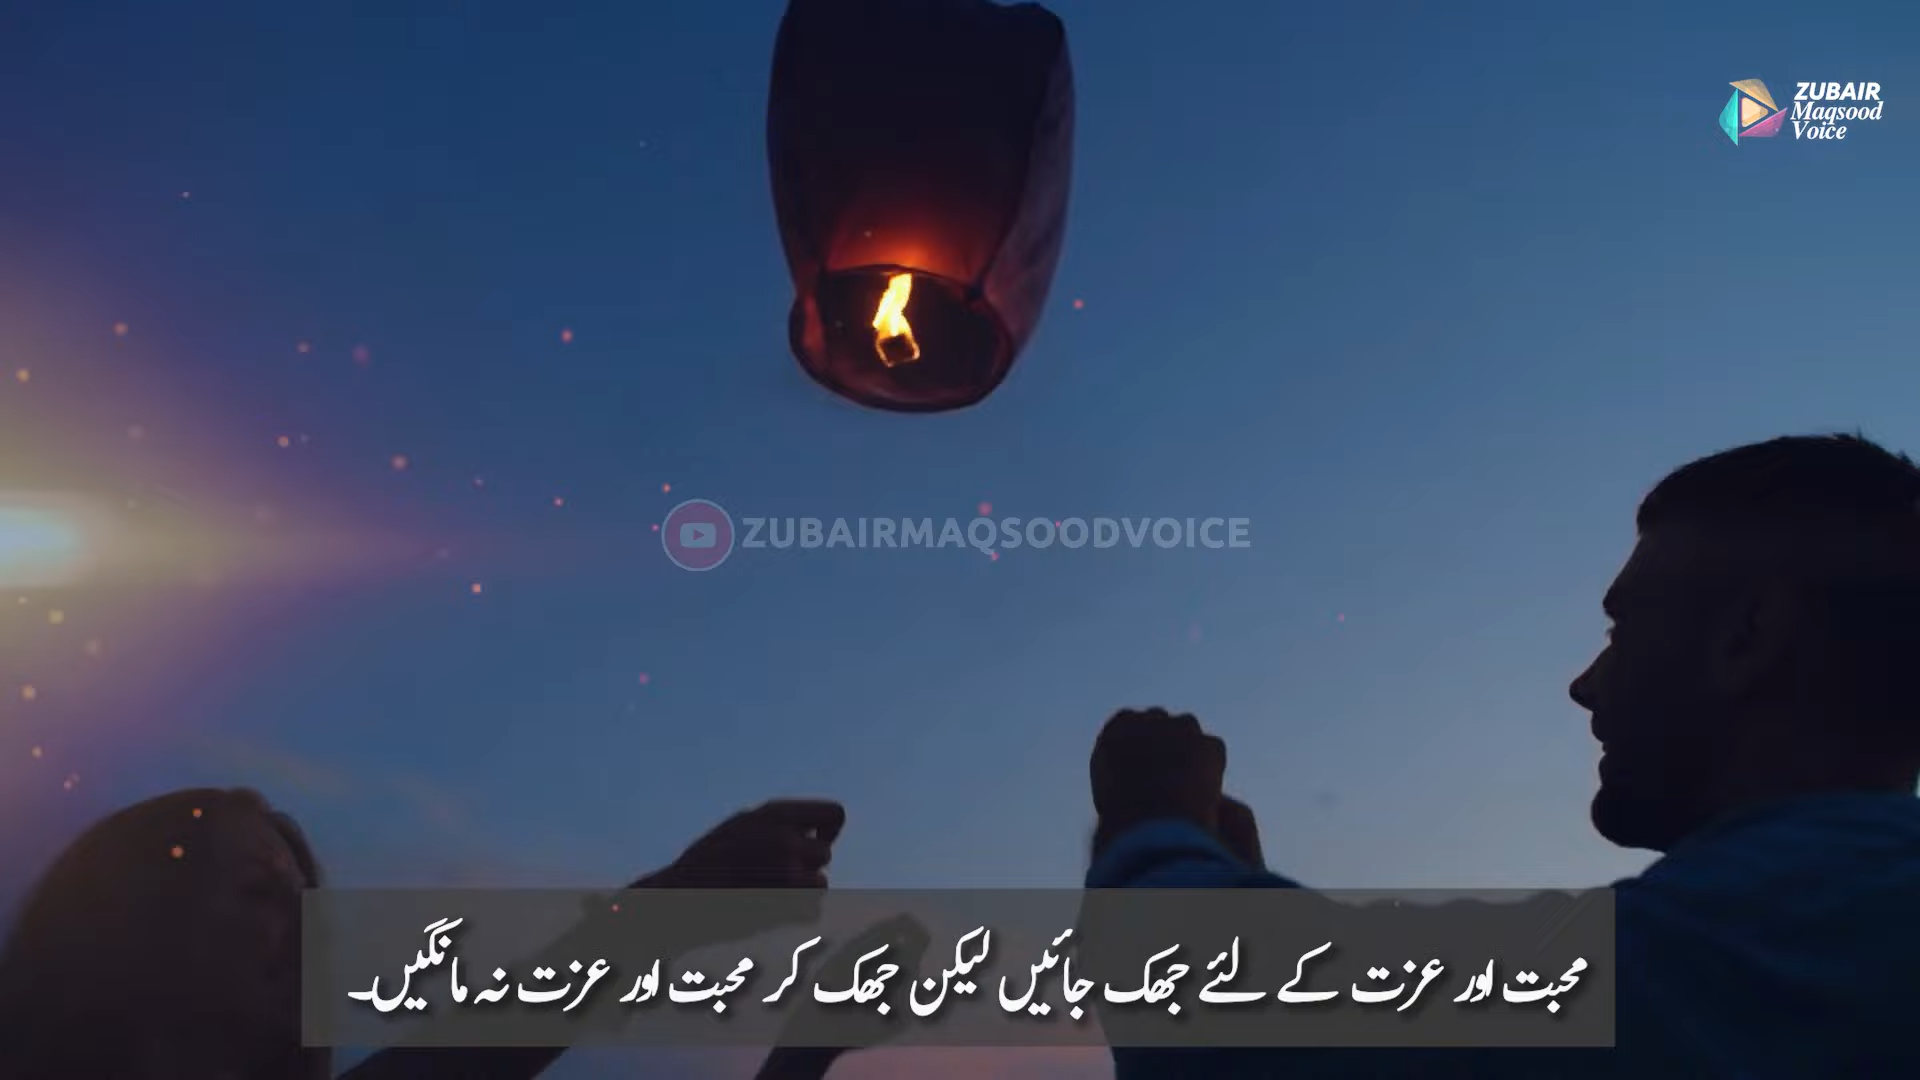 ZUBAIR
Maqsood
Voice
ZUBAIRMAQSOODVOICE
محبت اور عزت کے لئے جھک جائیں لیکن جھک کر محبت اور عزت نہ مانگیں۔